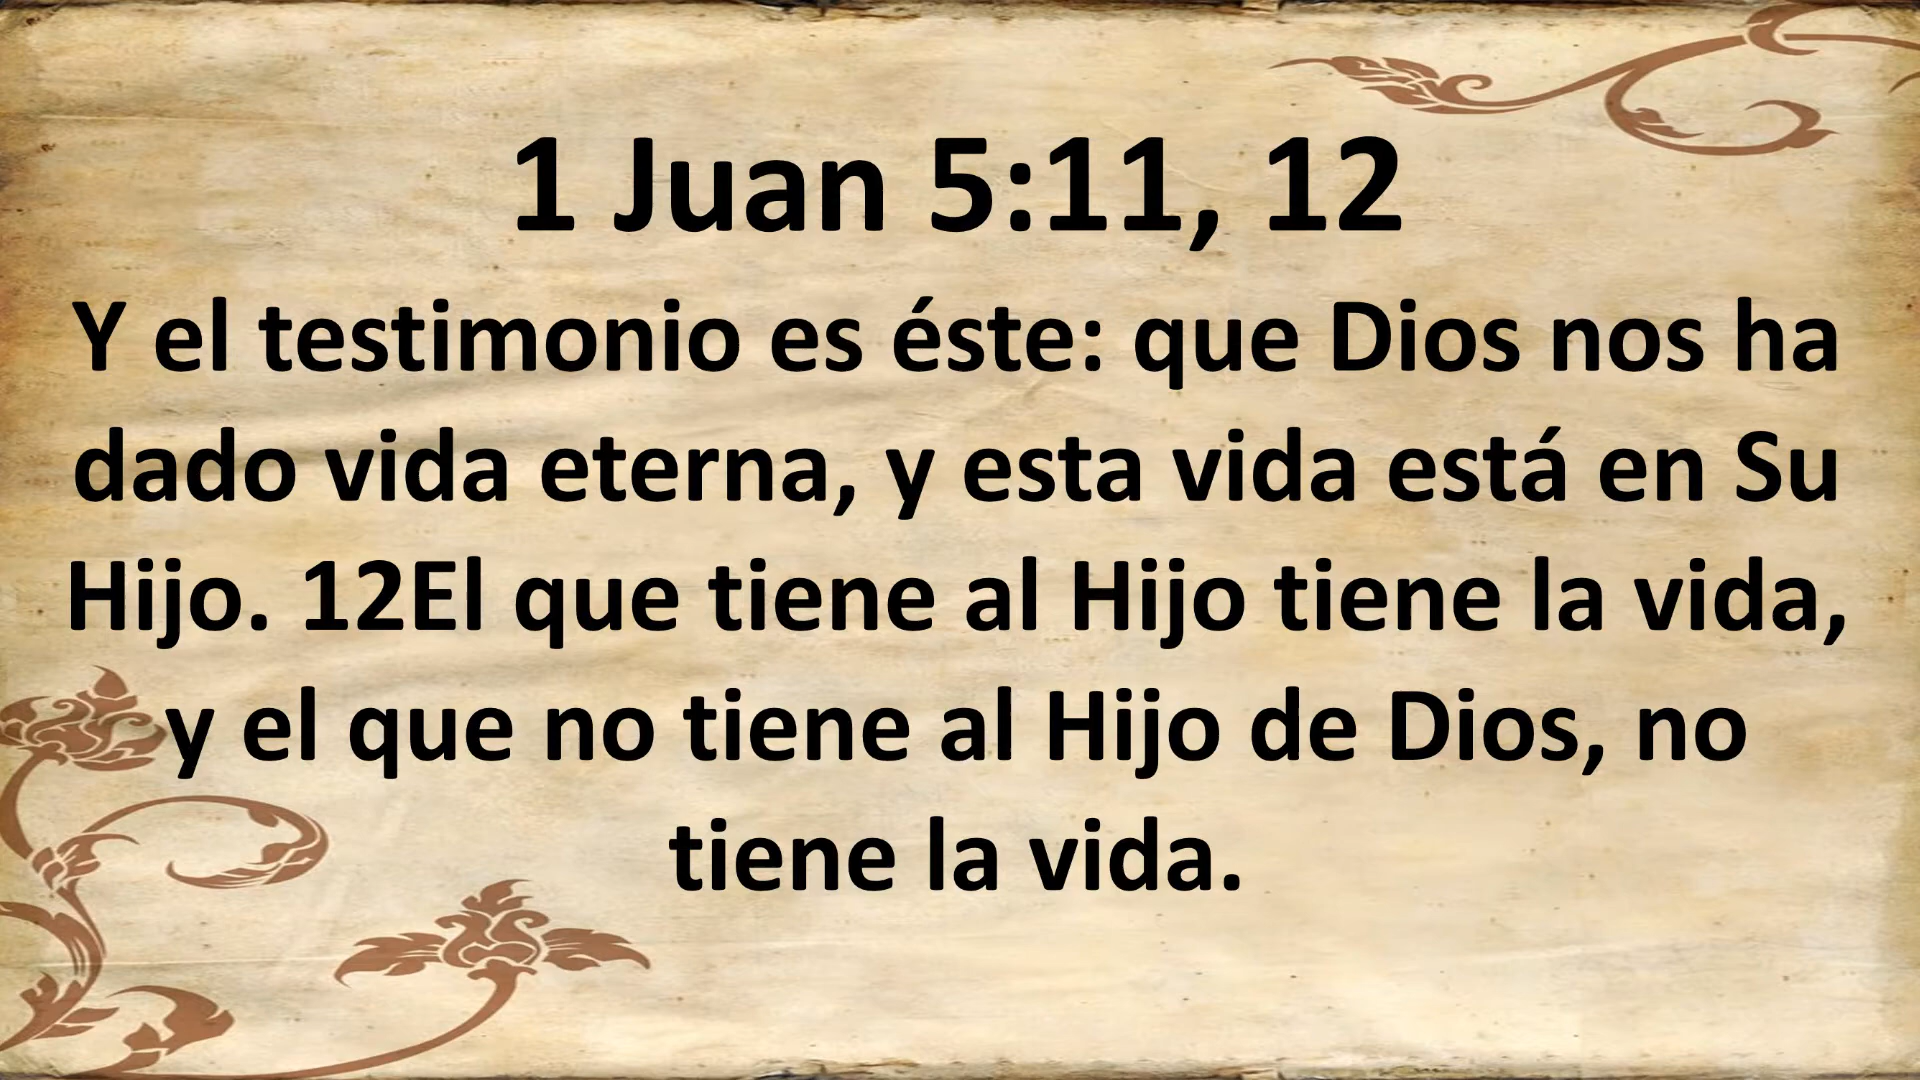 1 Juan 5:11, 12
Y el testimonio es éste: que Dios nos ha
dado vida eterna, y esta vida está en Su
Hijo. 12El que tiene al Hijo tiene la vida,
y el que no tiene al Hijo de Dios, no
tiene la vida.